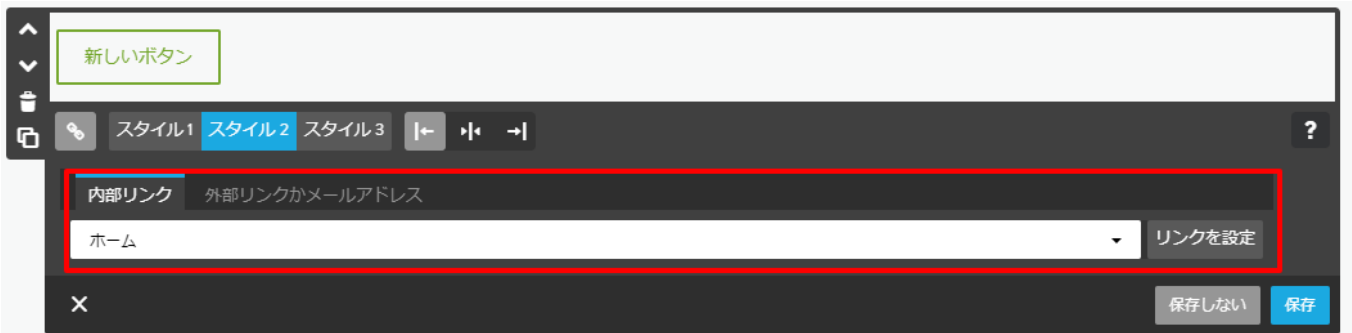 新しいボタン
スタイル1 スタイル2 スタイル3 ?
内部リンク 外部リンクかメールアドレス
ホーム リンクを設定
保存しない 保存